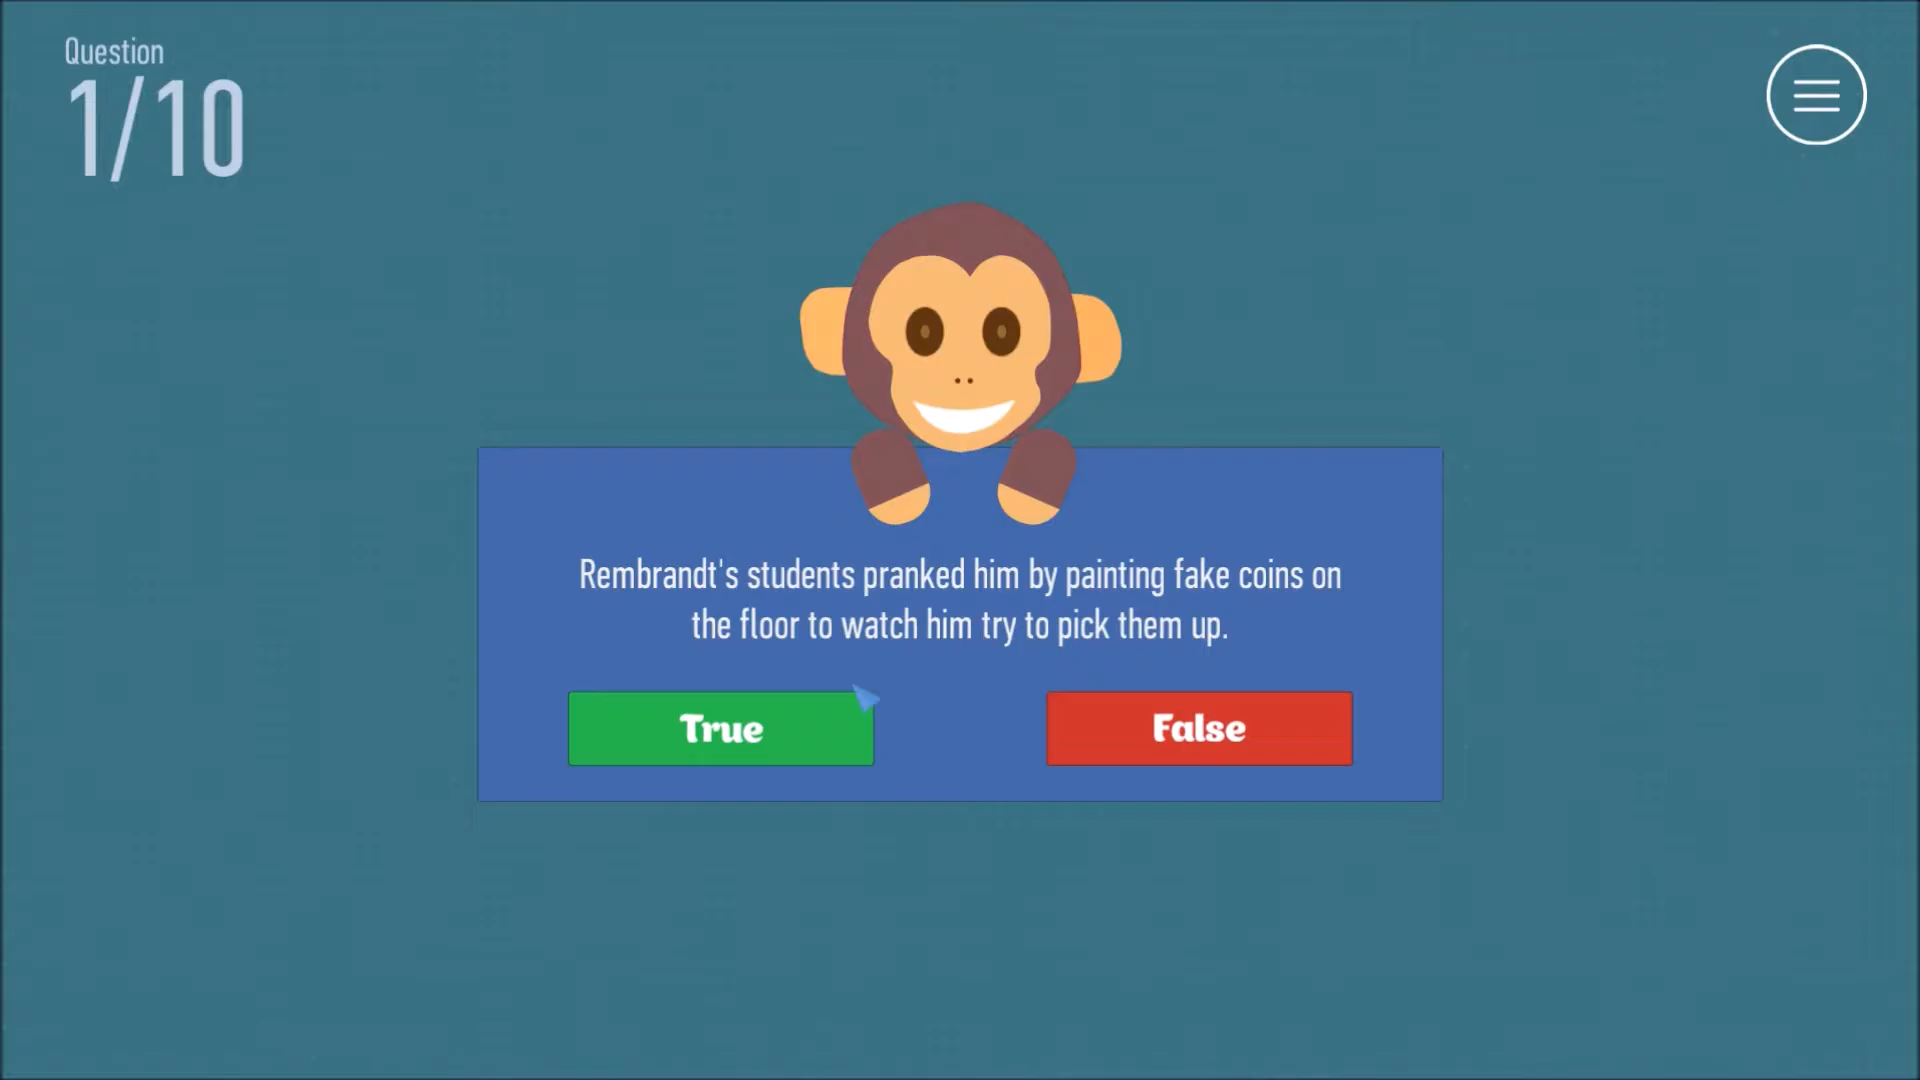 Question
1/10
Rembrandt's students pranked him by painting fake coins on
the floor to watch him try to pick them up.
True
False